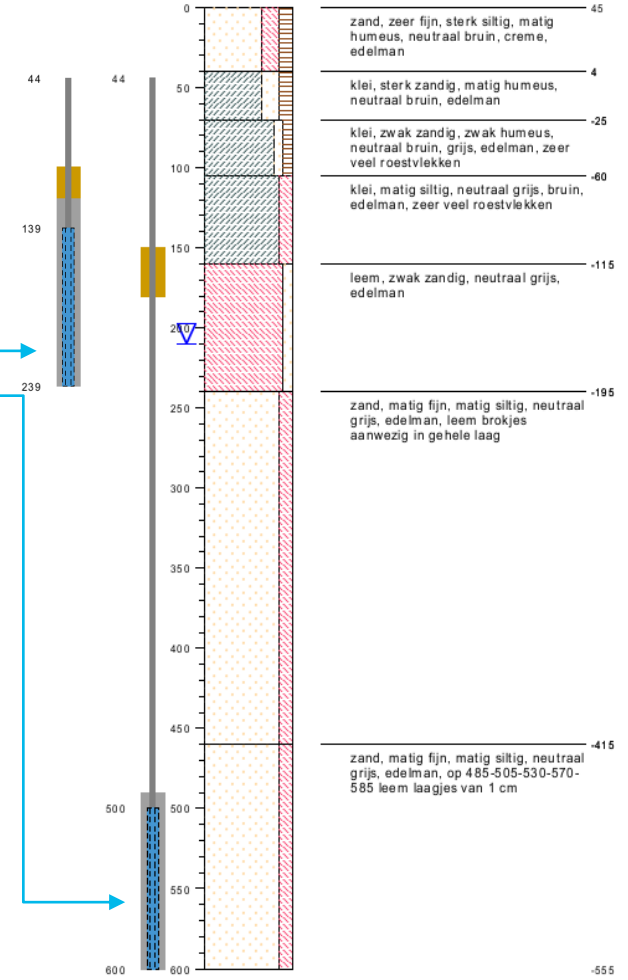 0
45
zand, zeer fijn, sterk siltig, matig
humeus, neutraal bruin, creme,
edelman
4
44
44
50
klei, sterk zandig, matig humeus,
neutraal bruin, edelman
-25
klei, zwak zandig, zwak humeus,
neutraal bruin, grijs, edelman, zeer
veel roestvlekken
100
-60
klei, matig siltig, neutraal grijs, bruin,
edelman, zeer veel roestvlekken
139
150
-115
leem, zwak zandig, neutraal grijs,
edelman
200
239
-195
zand, matig fijn, matig siltig, neutraal
grijs, edelman, leem brokjes
aanwezig in gehele laag
250
300
350
400
450
-415
zand, matig fijn, matig siltig, neutraal
grijs, edelman, op 485-505-530-570-
585 leem laagjes van 1 cm
500
500
550
600
600
-555